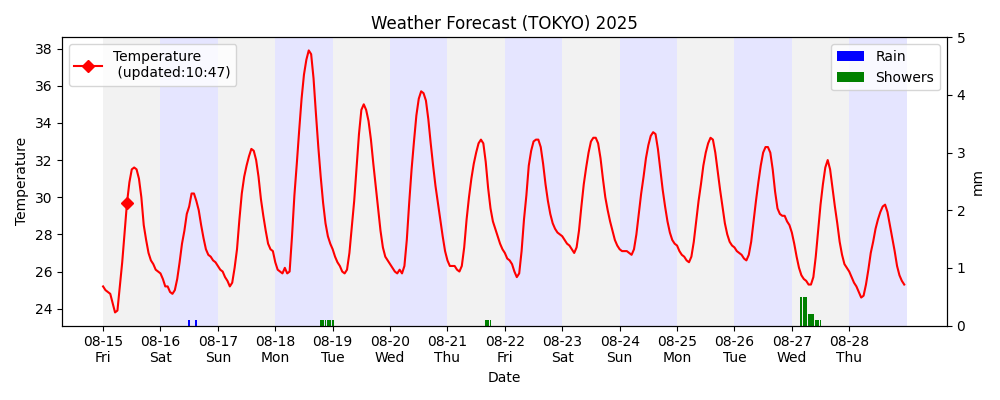 Weather Forecast (TOKYO) 2025
Temperature
(updated:10:47)
Rain
Showers
38
36
34
32
30
28
26
24
Temperature
5
4
3
2
1
0
mm
08-15 08-16 08-17 08-18 08-19 08-20 08-21 08-22 08-23 08-24 08-25 08-26 08-27 08-28
Fri Sat Sun Mon Tue Wed Thu Fri Sat Sun Mon Tue Wed Thu
Date